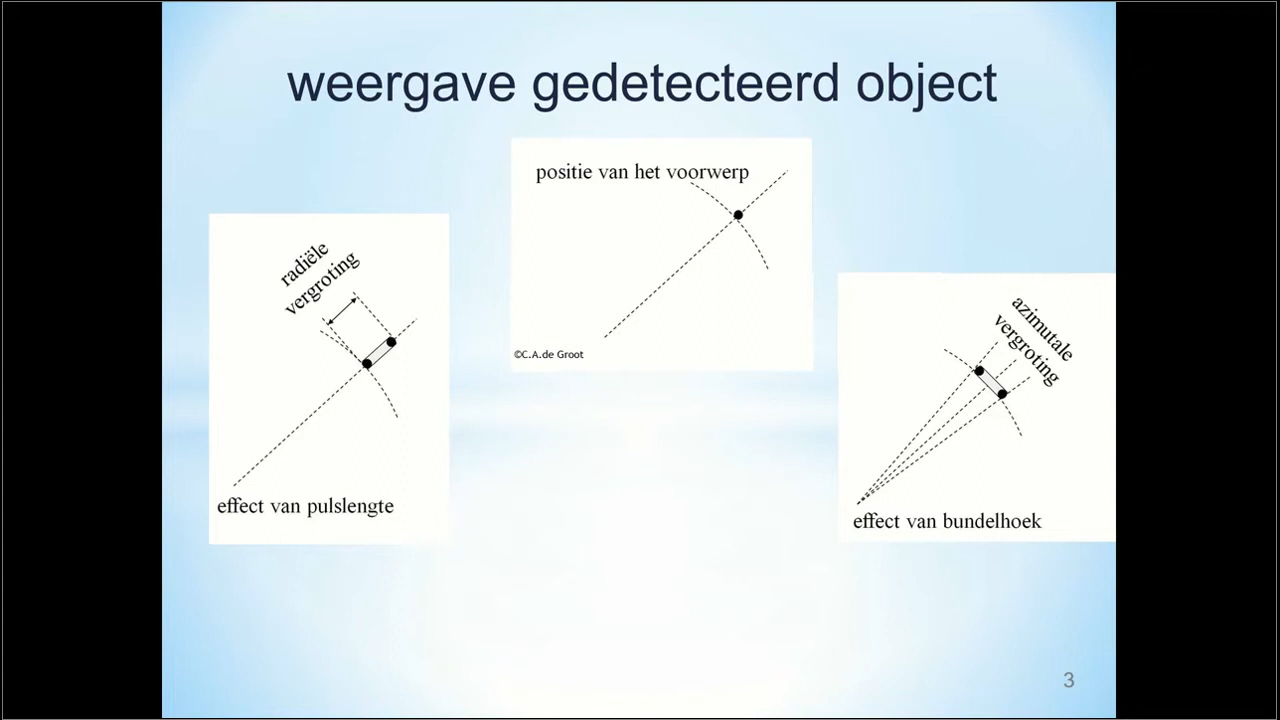 weergave gedetecteerd object
positie van het voorwerp
©C.A.de Groot
radiële
vergroting
effect van pulslengte
azimutale
vergroting
effect van bundelhoek
3